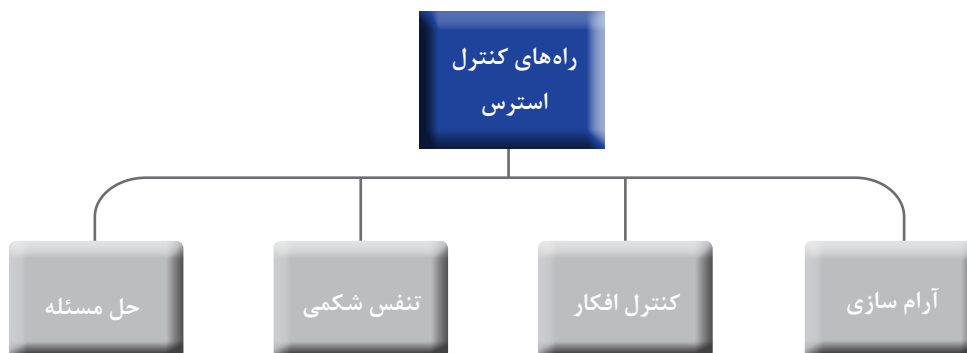 راه‌های کنترل
استرس
آرام سازی
کنترل افکار
تنفس شکمی
حل مسئله